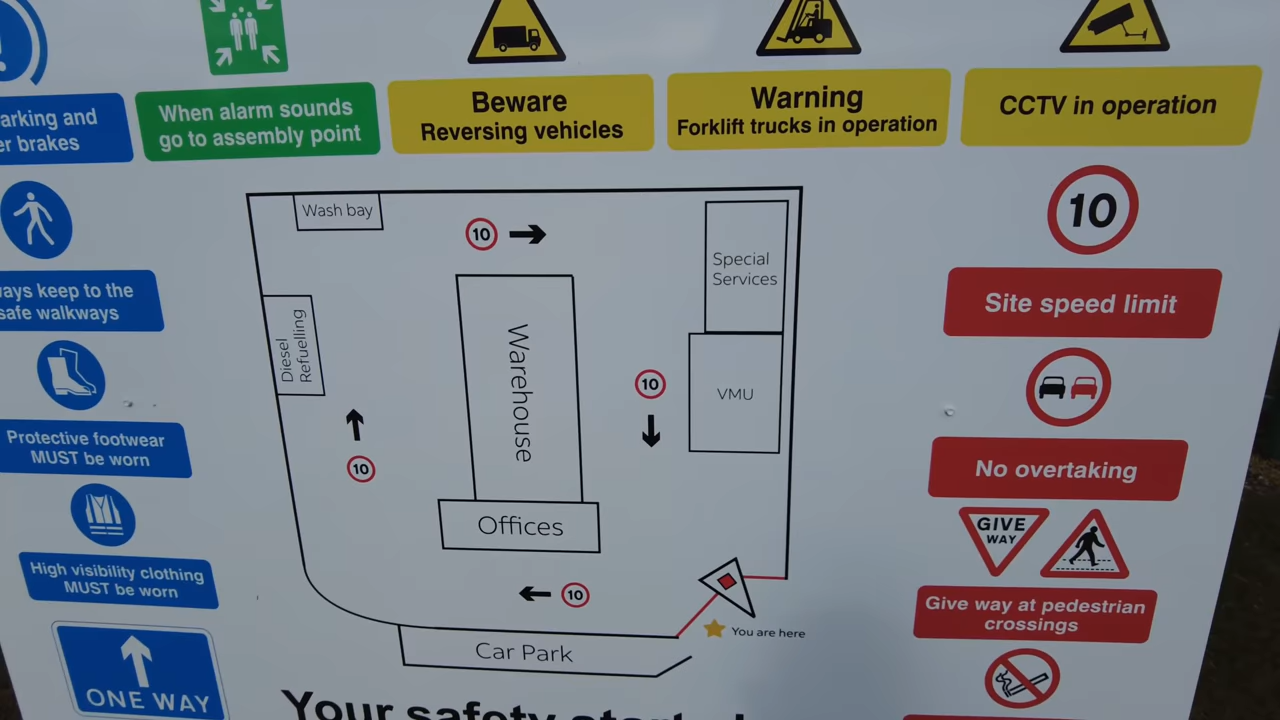 arking and
er brakes
When alarm sounds
go to assembly point
Beware
Reversing vehicles
Warning
Forklift trucks in operation
CCTV in operation
ays keep to the
safe walkways
Protective footwear
MUST be worn
High visibility clothing
MUST be worn
ONE WAY
Wash bay
10
Special
Services
Diesel
Refuelling
Warehouse
10
VMU
10
Offices
10
You are here
Car Park
10
Site speed limit
No overtaking
GIVE
WAY
Give way at pedestrian
crossings
Your safety